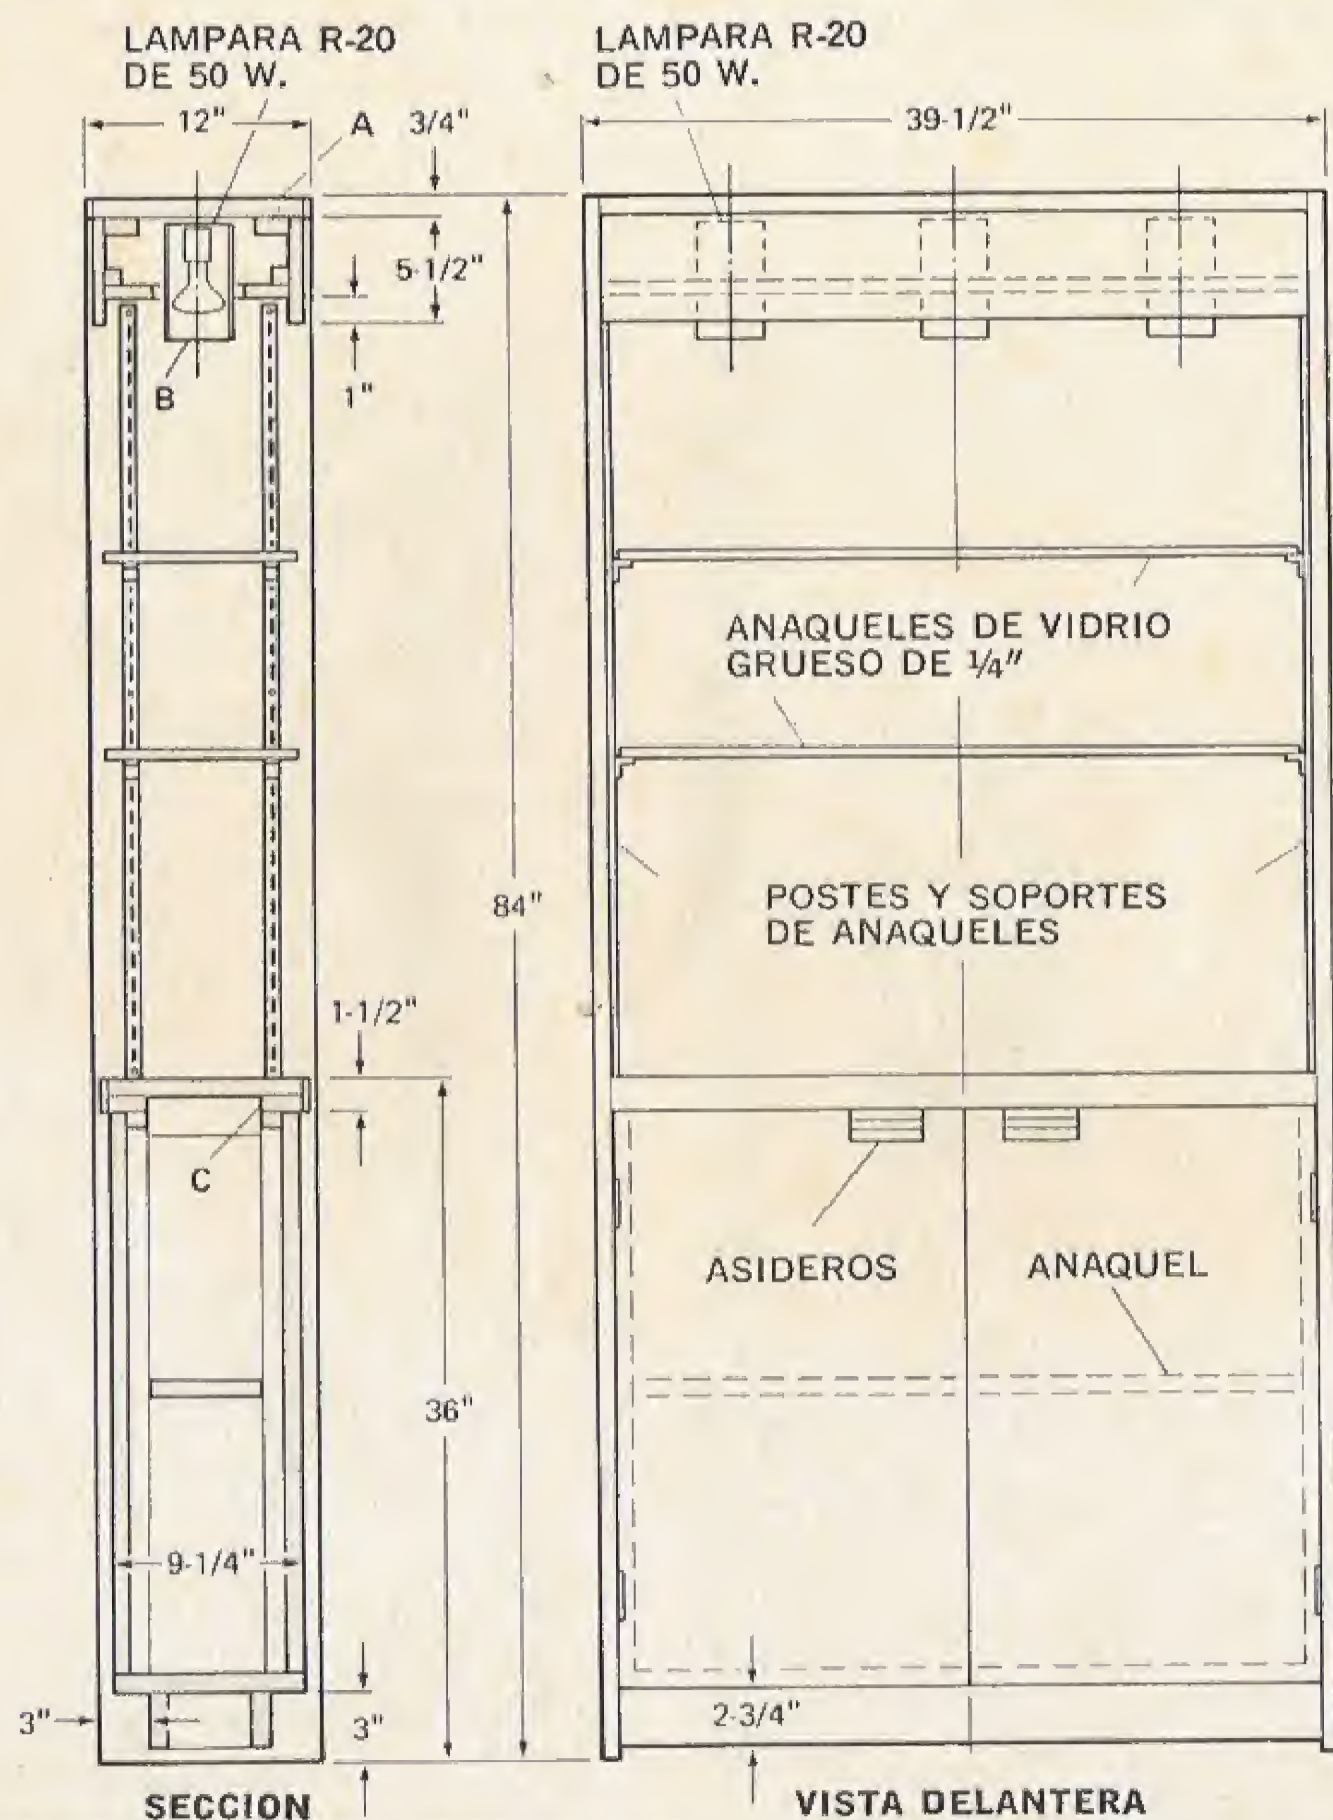 LAMPARA R-20
DE 50 W.
LAMPARA R-20
DE 50 W.
12"
A
3/4"
39-1/2"
5-1/2"
B
1"
ANAQUELES DE VIDRIO
GRUESO DE 1/4"
84"
POSTES Y SOPORTES
DE ANAQUELES
1-1/2"
C
ASIDEROS
ANAQUEL
36"
9-1/4"
3"
3"
2-3/4"
SECCION
VISTA DELANTERA